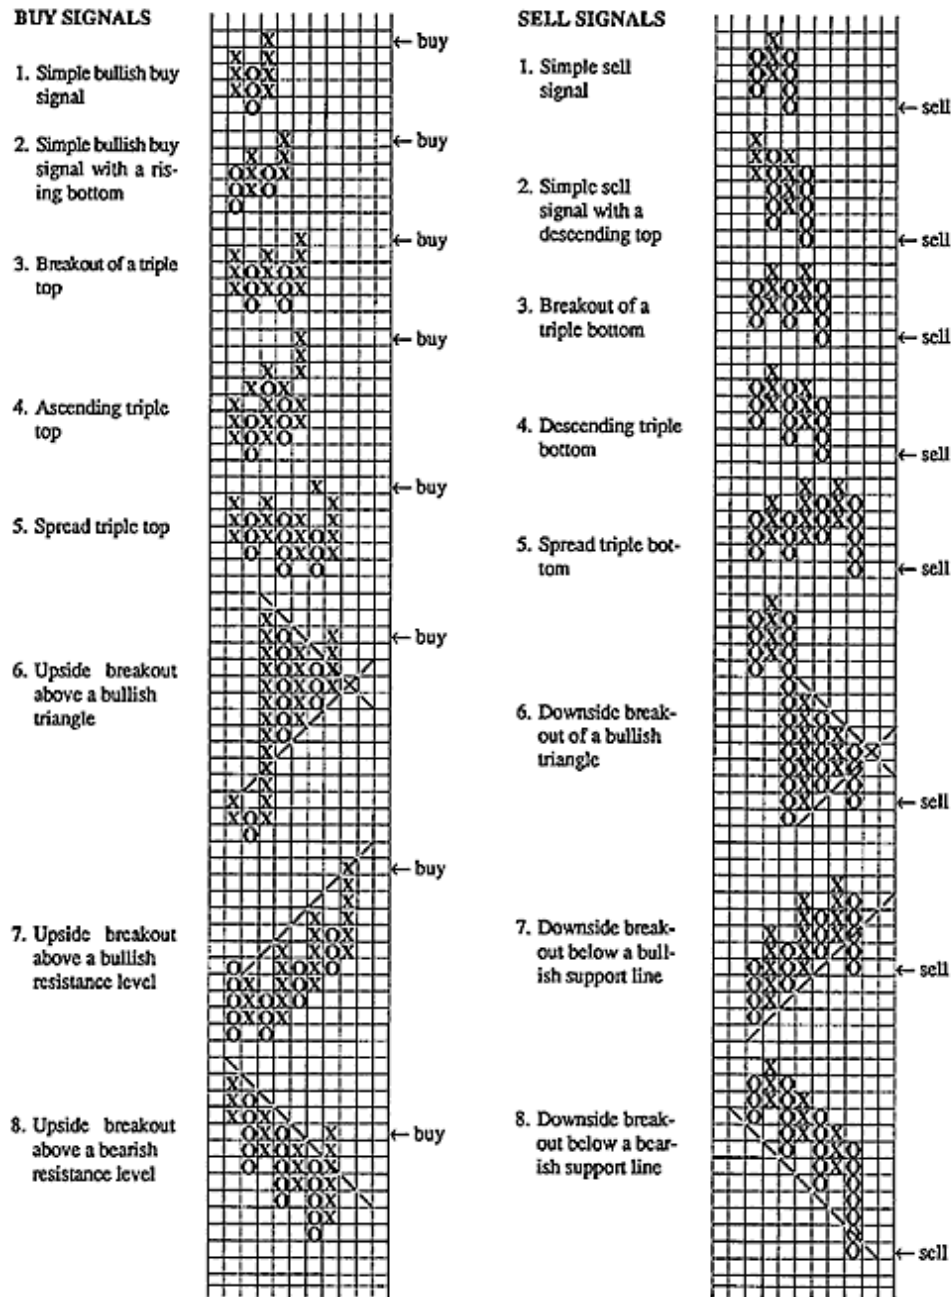 BUY SIGNALS
← buy
1. Simple bullish buy
signal
← buy
2. Simple bullish buy
signal with a ris-
ing bottom
← buy
3. Breakout of a triple
top
← buy
4. Ascending triple
top
← buy
5. Spread triple top
← buy
6. Upside breakout
above a bullish
triangle
← buy
7. Upside breakout
above a bullish
resistance level
← buy
8. Upside breakout
above a bearish
resistance level
SELL SIGNALS
1. Simple sell
signal
← sell
2. Simple sell
signal with a
descending top
← sell
3. Breakout of a
triple bottom
← sell
4. Descending triple
bottom
← sell
5. Spread triple bot-
tom
← sell
6. Downside break-
out of a bullish
triangle
← sell
7. Downside break-
out below a bull-
ish support line
← sell
8. Downside break-
out below a bear-
ish support line
← sell